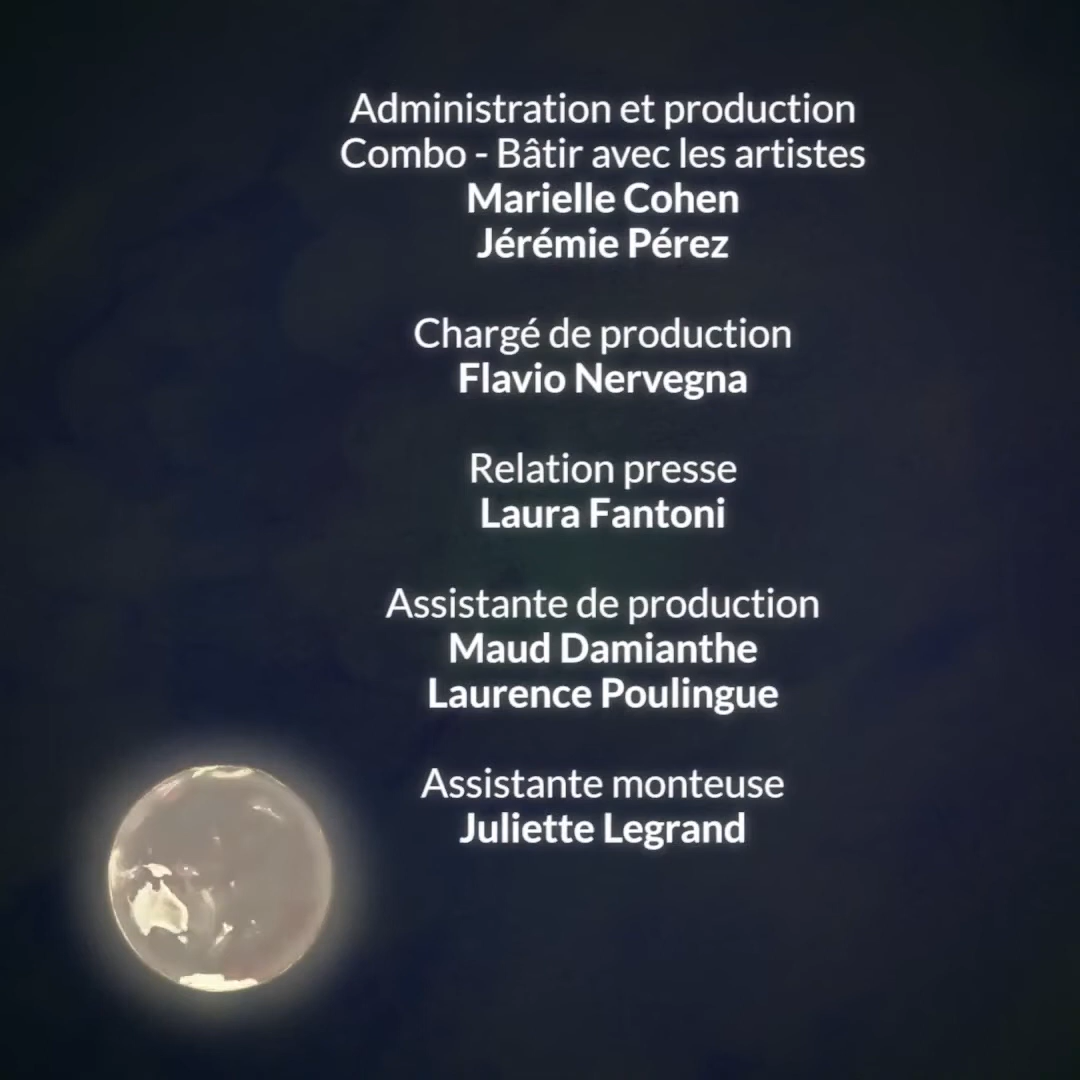 Administration et production
Combo - Bâtir avec les artistes
Marielle Cohen
Jérémie Pérez
Chargé de production
Flavio Nervegna
Relation presse
Laura Fantoni
Assistante de production
Maud Damianthe
Laurence Poulingue
Assistante monteuse
Juliette Legrand